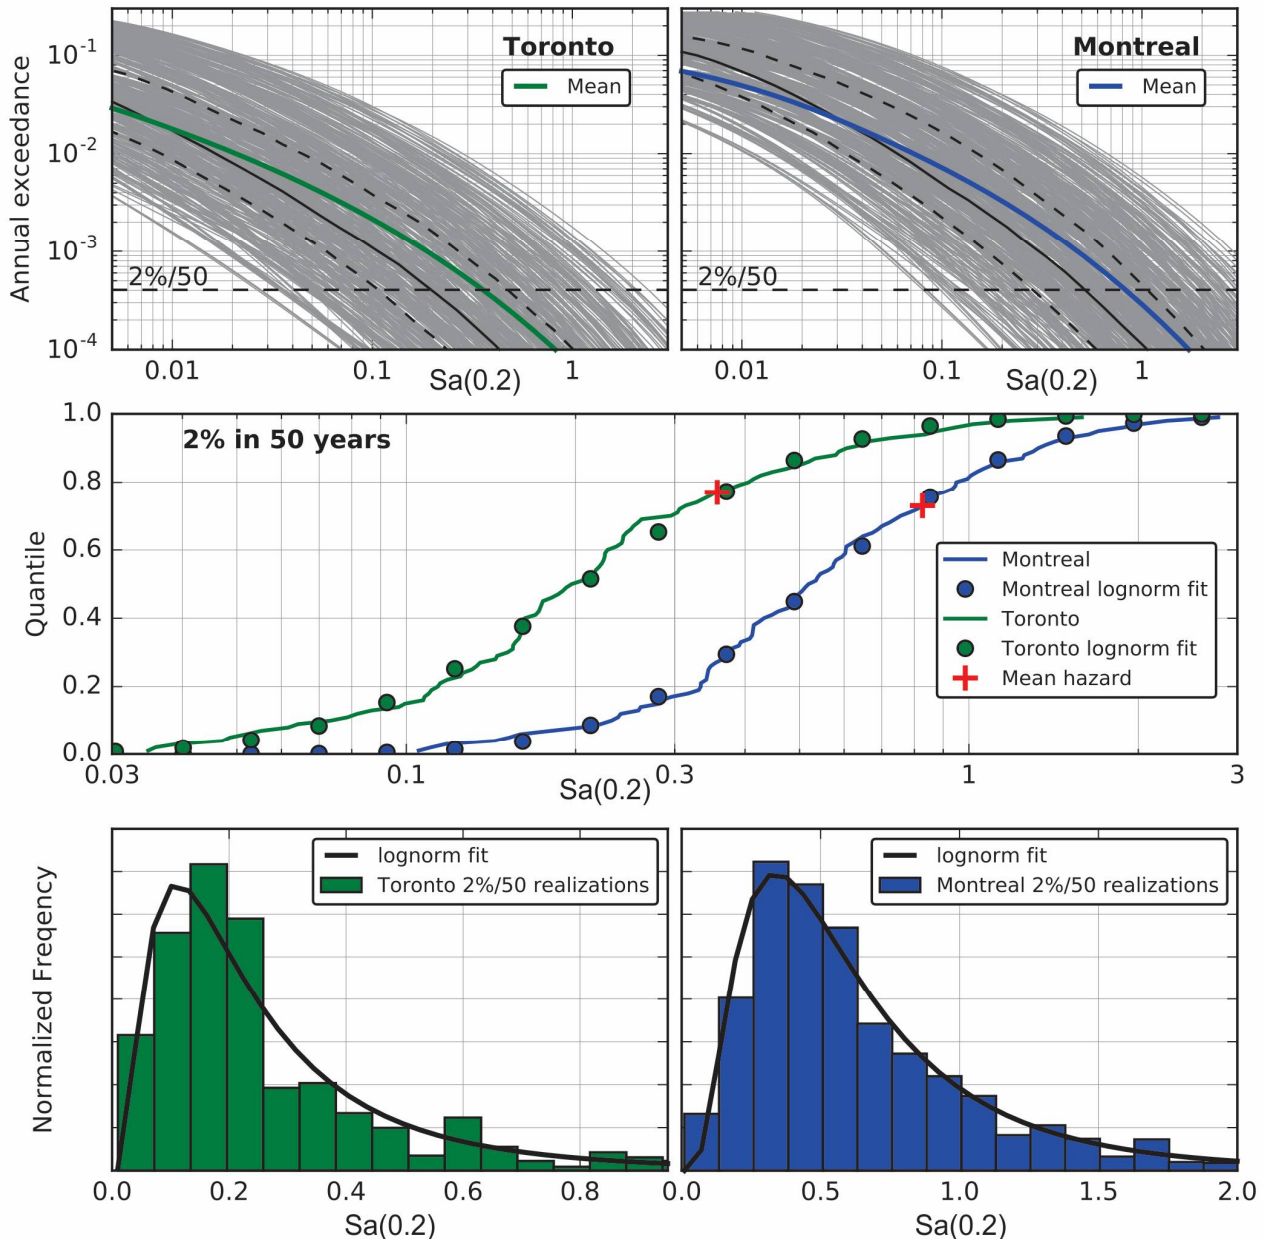 Toronto
Mean
Montreal
Mean
Annual exceedance
10⁻¹
10⁻²
10⁻³
10⁻⁴
2%/50
2%/50
0.01 0.1 1
Sa(0.2)
0.01 0.1 1
Sa(0.2)
2% in 50 years
Quantile
1.0
0.8
0.6
0.4
0.2
0.0
Montreal
Montreal lognorm fit
Toronto
Toronto lognorm fit
Mean hazard
0.03 0.1 0.3 1 3
Sa(0.2)
Normalized Freqency
lognorm fit
Toronto 2%/50 realizations
lognorm fit
Montreal 2%/50 realizations
0.0 0.2 0.4 0.6 0.8
Sa(0.2)
0.0 0.5 1.0 1.5 2.0
Sa(0.2)